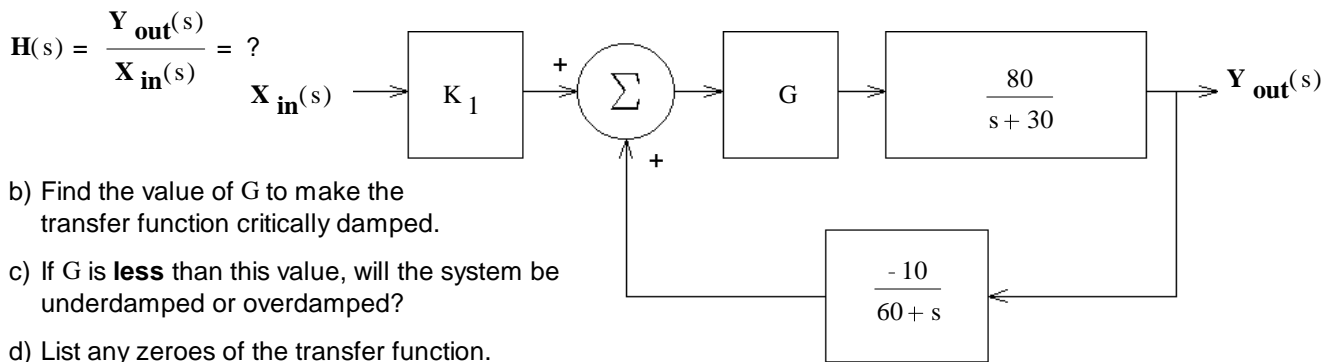 H(s) = Y out(s) / X in(s) = ?
X in(s)
K 1
+
Σ
+
G
80
s + 30
Y out(s)
- 10
60 + s
b) Find the value of G to make the
transfer function critically damped.
c) If G is less than this value, will the system be
underdamped or overdamped?
d) List any zeroes of the transfer function.